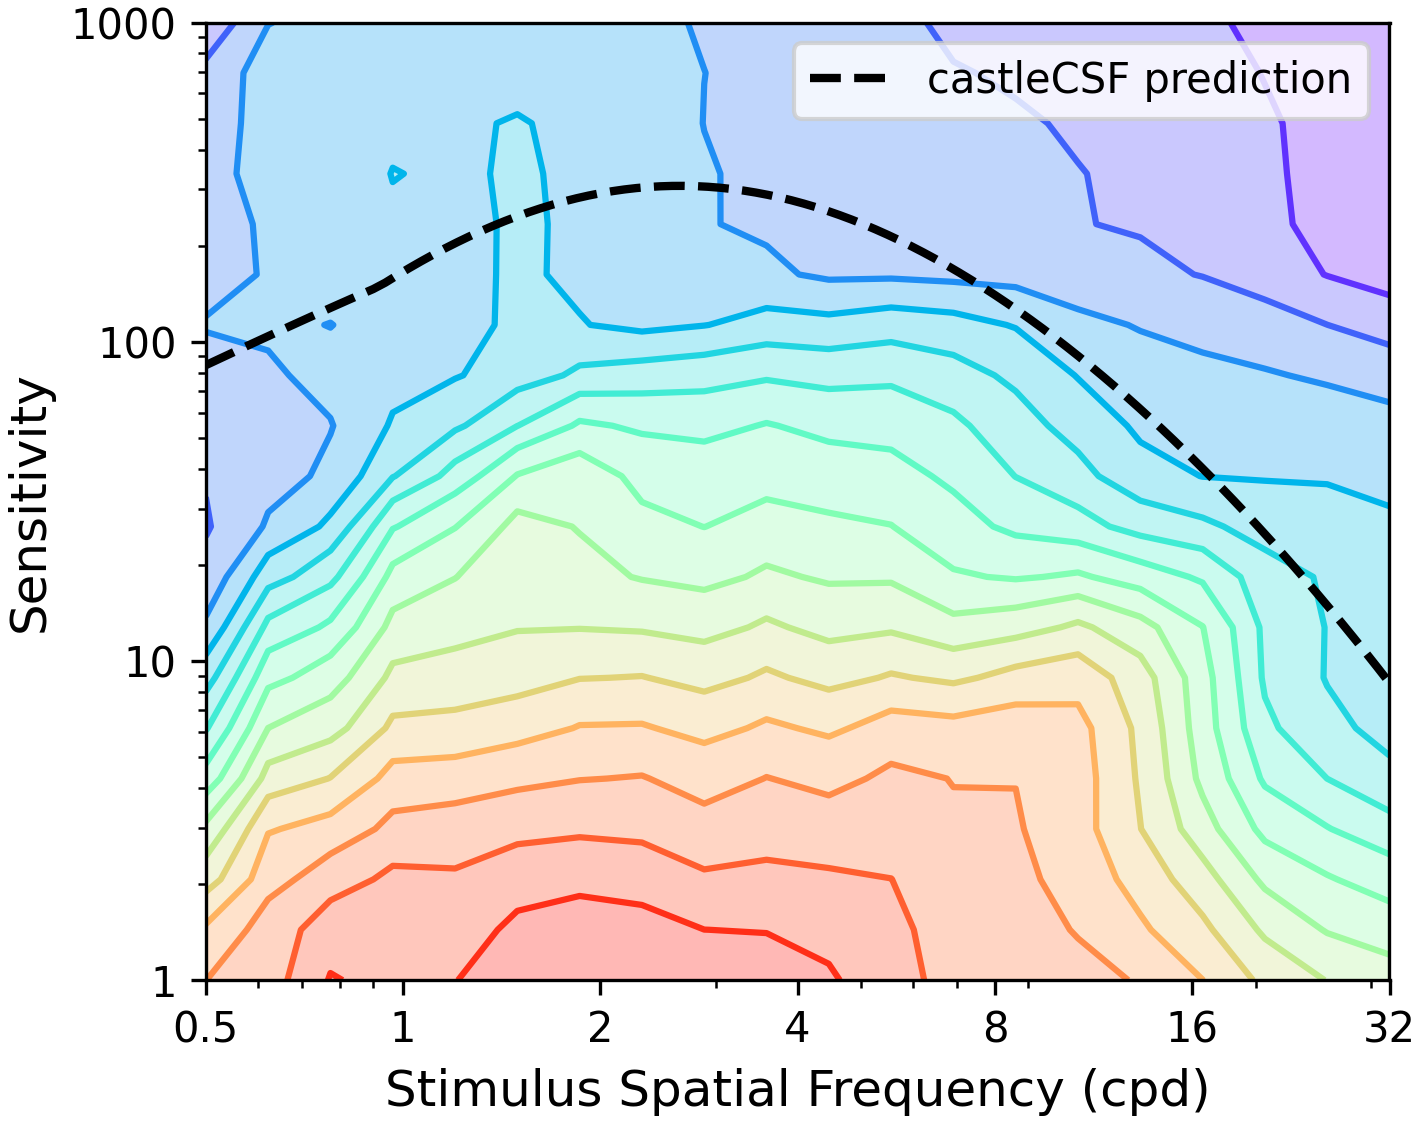 1000
100
10
1
Sensitivity
castleCSF prediction
0.5 1 2 4 8 16 32
Stimulus Spatial Frequency (cpd)